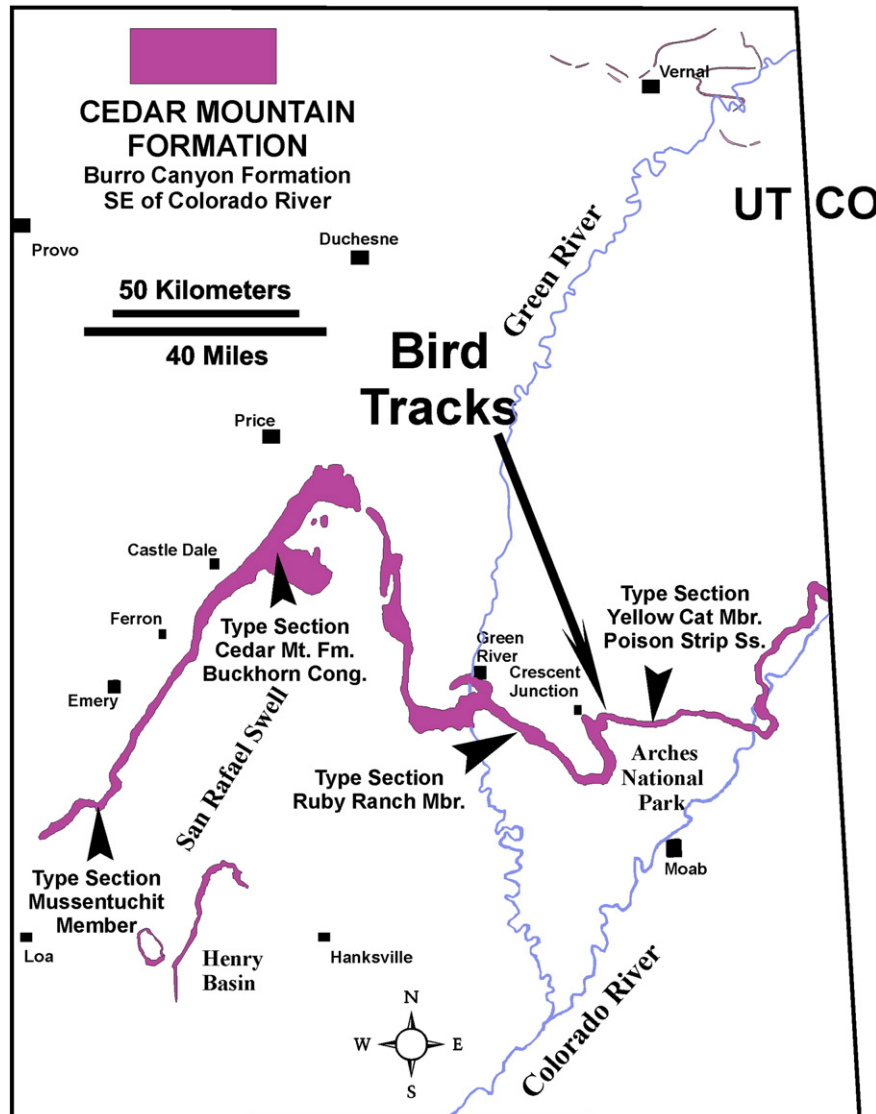 CEDAR MOUNTAIN
FORMATION
Burro Canyon Formation
SE of Colorado River
Vernal
UT CO
Provo
Duchesne
Green River
50 Kilometers
40 Miles
Bird
Tracks
Price
Castle Dale
Ferron
Emery
Type Section
Cedar Mt. Fm.
Buckhorn Cong.
Green
River
Crescent
Junction
Type Section
Yellow Cat Mbr.
Poison Strip Ss.
San Rafael Swell
Type Section
Ruby Ranch Mbr.
Arches
National
Park
Moab
Type Section
Mussentuchit
Member
Loa
Henry
Basin
Hanksville
Colorado River
N
W E
S